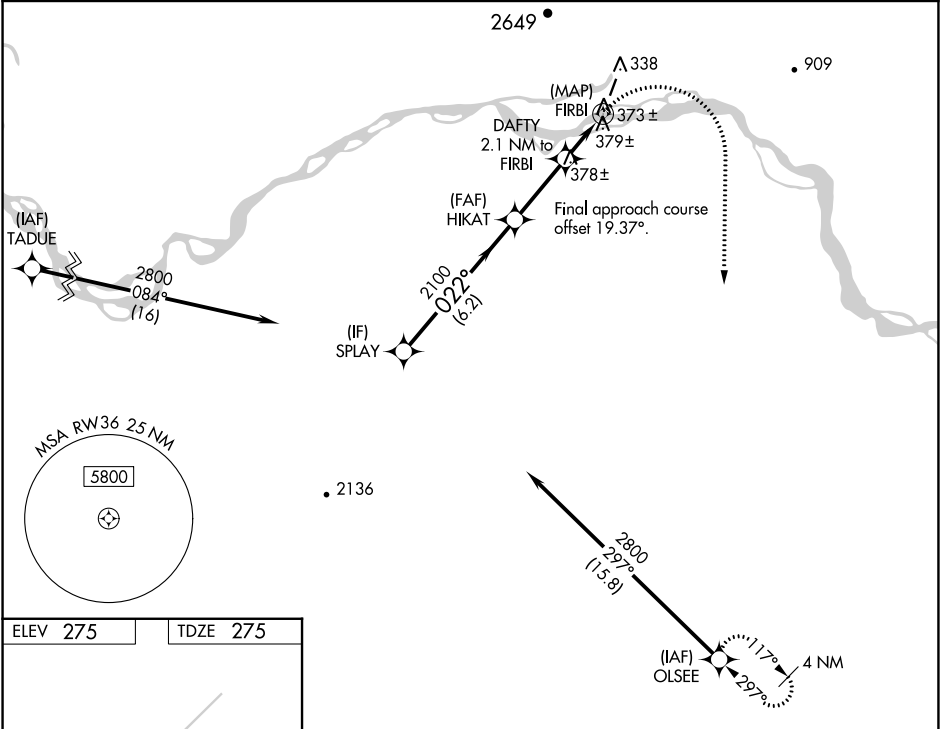 2649
338
909
(MAP)
FIRBI
373 ±
DAFTY
2.1 NM to
FIRBI
379±
378±
(FAF)
HIKAT
Final approach course
offset 19.37°.
(IAF)
TADUE
2800
084°
(16)
2100
022°
(6.2)
(IF)
SPLAY
MSA RW36 25 NM
5800
2136
2800
297°
(15.8)
(IAF)
OLSEE
117°
297°
4 NM
ELEV 275
TDZE 275